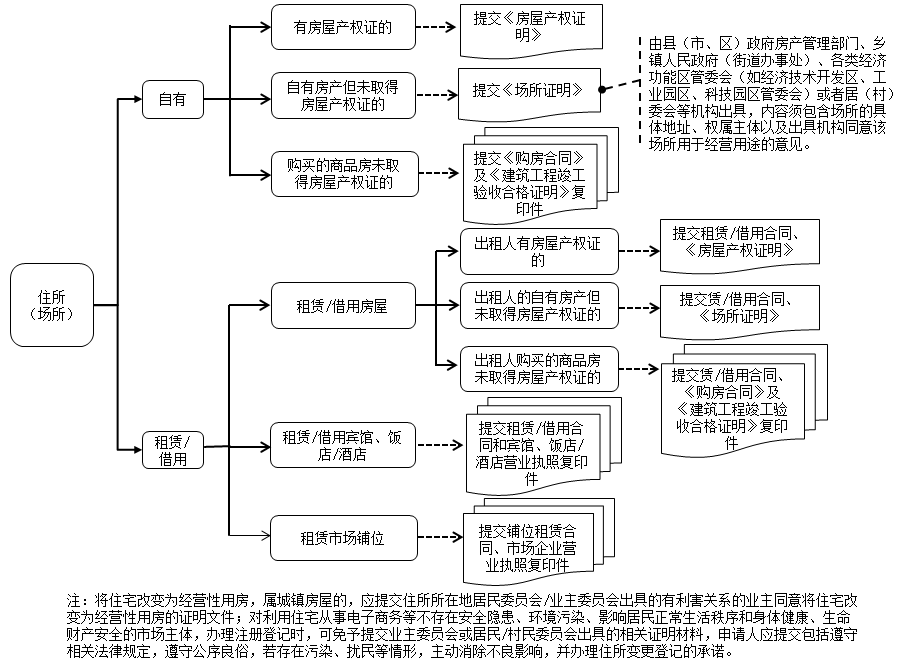 住所
（场所）
自有
有房屋产权证的
提交《房屋产权证
明》
自有房产但未取得
房屋产权证的
提交《场所证明》
由县（市、区）政府房产管理部门、乡
镇人民政府（街道办事处）、各类经济
功能区管委会（如经济技术开发区、工
业园区、科技园区管委会）或者居（村）
委会等机构出具，内容须包含场所的具
体地址、权属主体以及出具机构同意该
场所用于经营用途的意见。
购买的商品房未取
得房屋产权证的
提交《购房合同》
及《建筑工程竣工
验收合格证明》复
印件
租赁/
借用
租赁/借用房屋
出租人有房屋产权证
的
提交租赁/借用合同、
《房屋产权证明》
出租人的自有房产但
未取得房屋产权证的
提交赁/借用合同、
《场所证明》
出租人购买的商品房
未取得房屋产权证的
提交赁/借用合同、
《购房合同》及
《建筑工程竣工验
收合格证明》复印
件
租赁/借用宾馆、饭
店/酒店
提交租赁/借用合
同和宾馆、饭店/
酒店营业执照复印
件
租赁市场铺位
提交铺位租赁合
同、市场企业营
业执照复印件
注：将住宅改变为经营性用房，属城镇房屋的，应提交住所所在地居民委员会/业主委员会出具的有利害关系的业主同意将住宅改
变为经营性用房的证明文件；对利用住宅从事电子商务等不存在安全隐患、环境污染、影响居民正常生活秩序和身体健康、生命
财产安全的市场主体，办理注册登记时，可免予提交业主委员会或居民/村民委员会出具的相关证明材料，申请人应提交包括遵守
相关法律规定，遵守公序良俗，若存在污染、扰民等情形，主动消除不良影响，并办理住所变更登记的承诺。